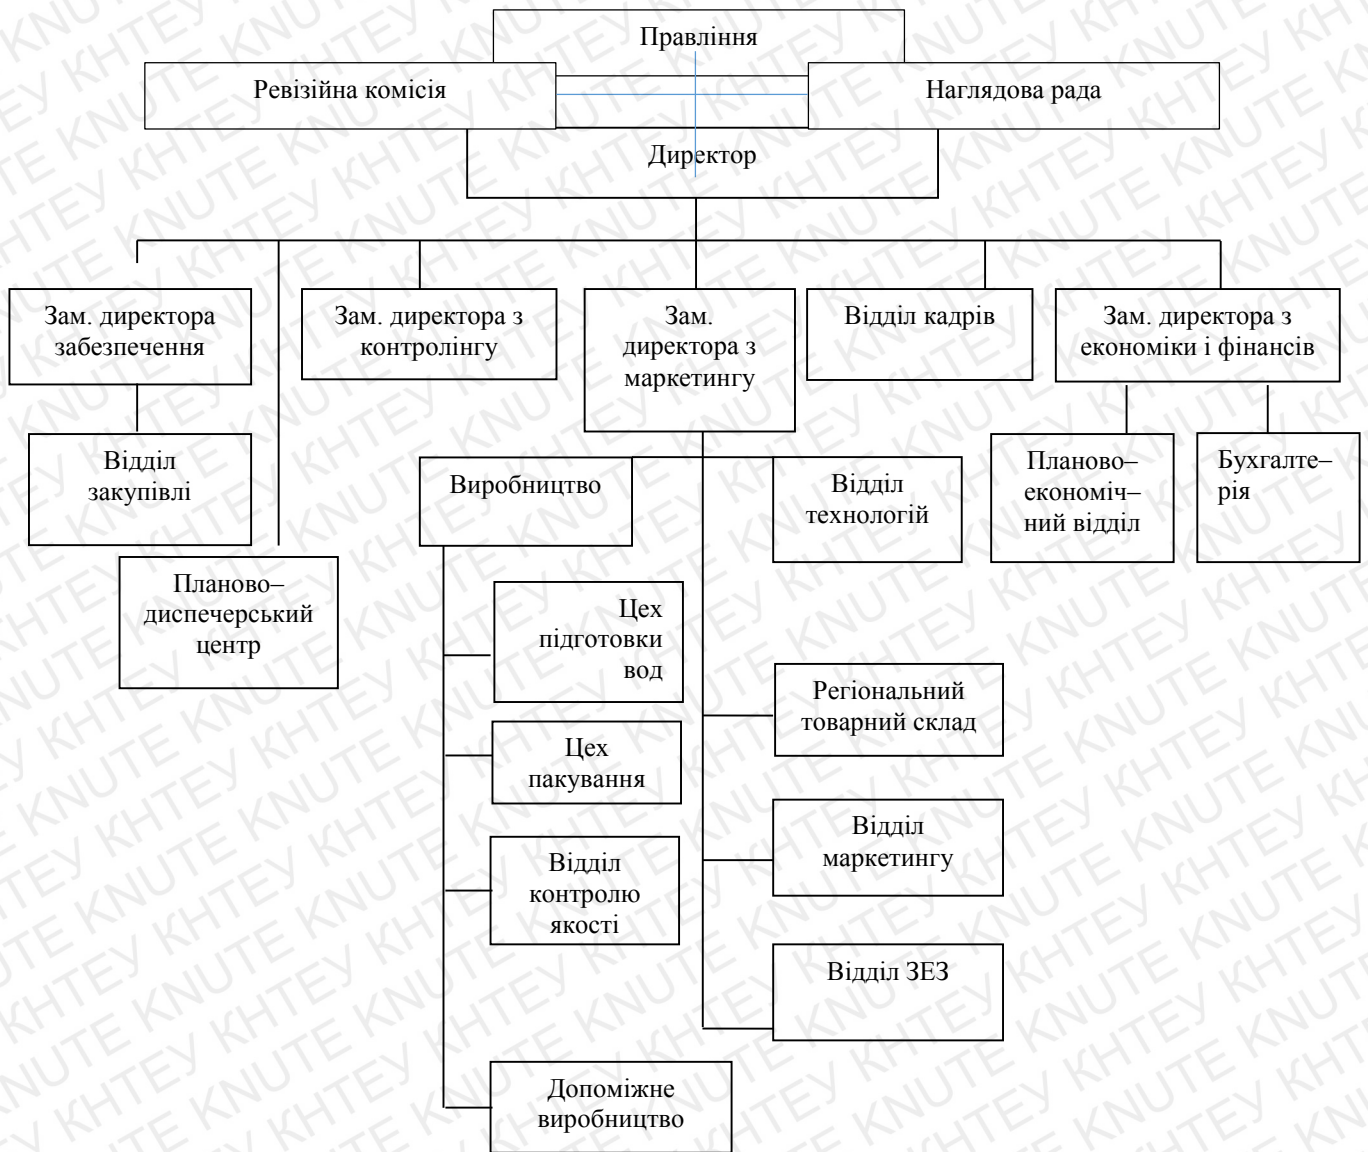 Правління
Ревізійна комісія
Наглядова рада
Директор
Зам. директора
забезпечення
Зам. директора з
контролінгу
Зам.
директора з
маркетингу
Відділ кадрів
Зам. директора з
економіки і фінансів
Відділ
закупівлі
Виробництво
Відділ
технологій
Планово–
економіч–
ний відділ
Бухгалте–
рія
Планово–
диспечерський
центр
Цех
підготовки
вод
Регіональний
товарний склад
Цех
пакування
Відділ
маркетингу
Відділ
контролю
якості
Відділ ЗЕЗ
Допоміжне
виробництво